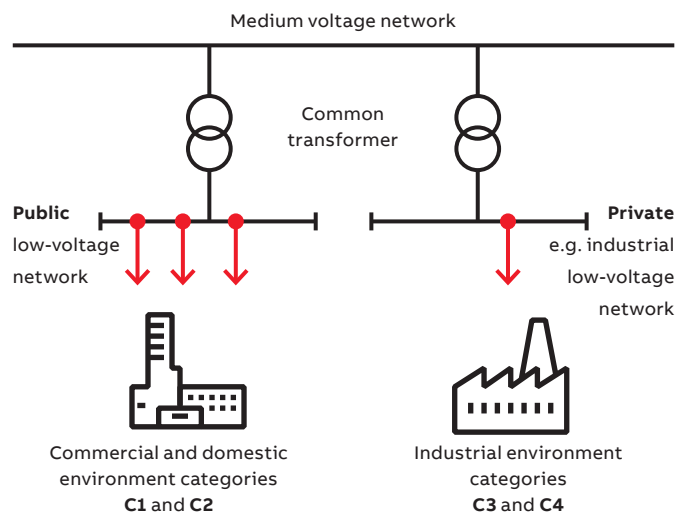 Medium voltage network
Common
transformer
Public
low-voltage
network
Private
e.g. industrial
low-voltage
network
Commercial and domestic
environment categories
C1 and C2
Industrial environment
categories
C3 and C4